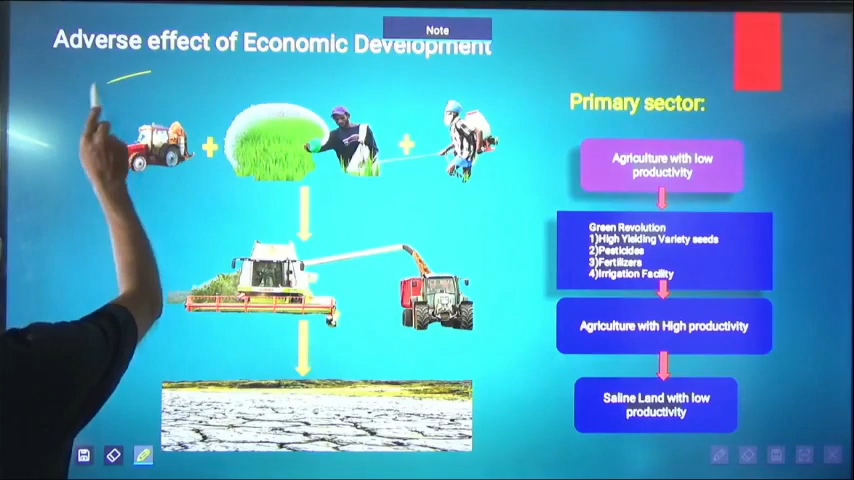 Note
Adverse effect of Economic Development
Primary sector:
Agriculture with low
productivity
Green Revolution
1)High Yielding Variety seeds
2)Pesticides
3)Fertilizers
4)Irrigation Facility
Agriculture with High productivity
Saline Land with low
productivity